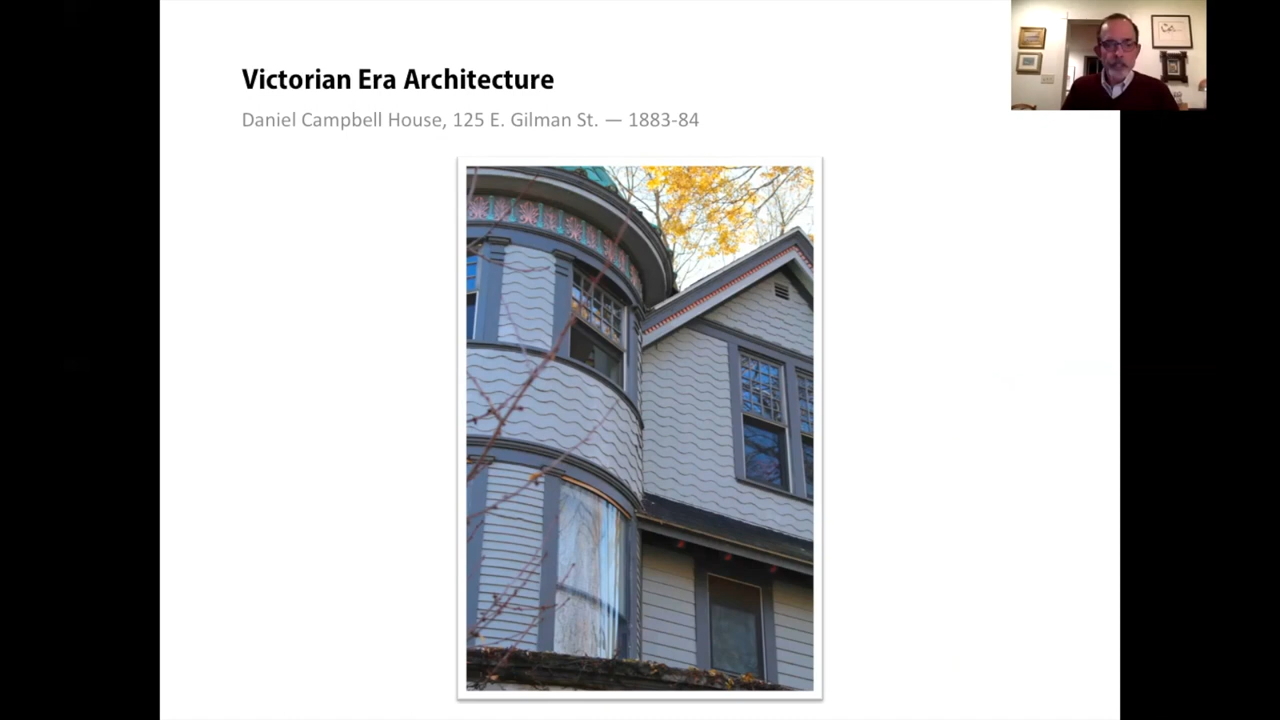 Victorian Era Architecture
Daniel Campbell House, 125 E. Gilman St. — 1883-84